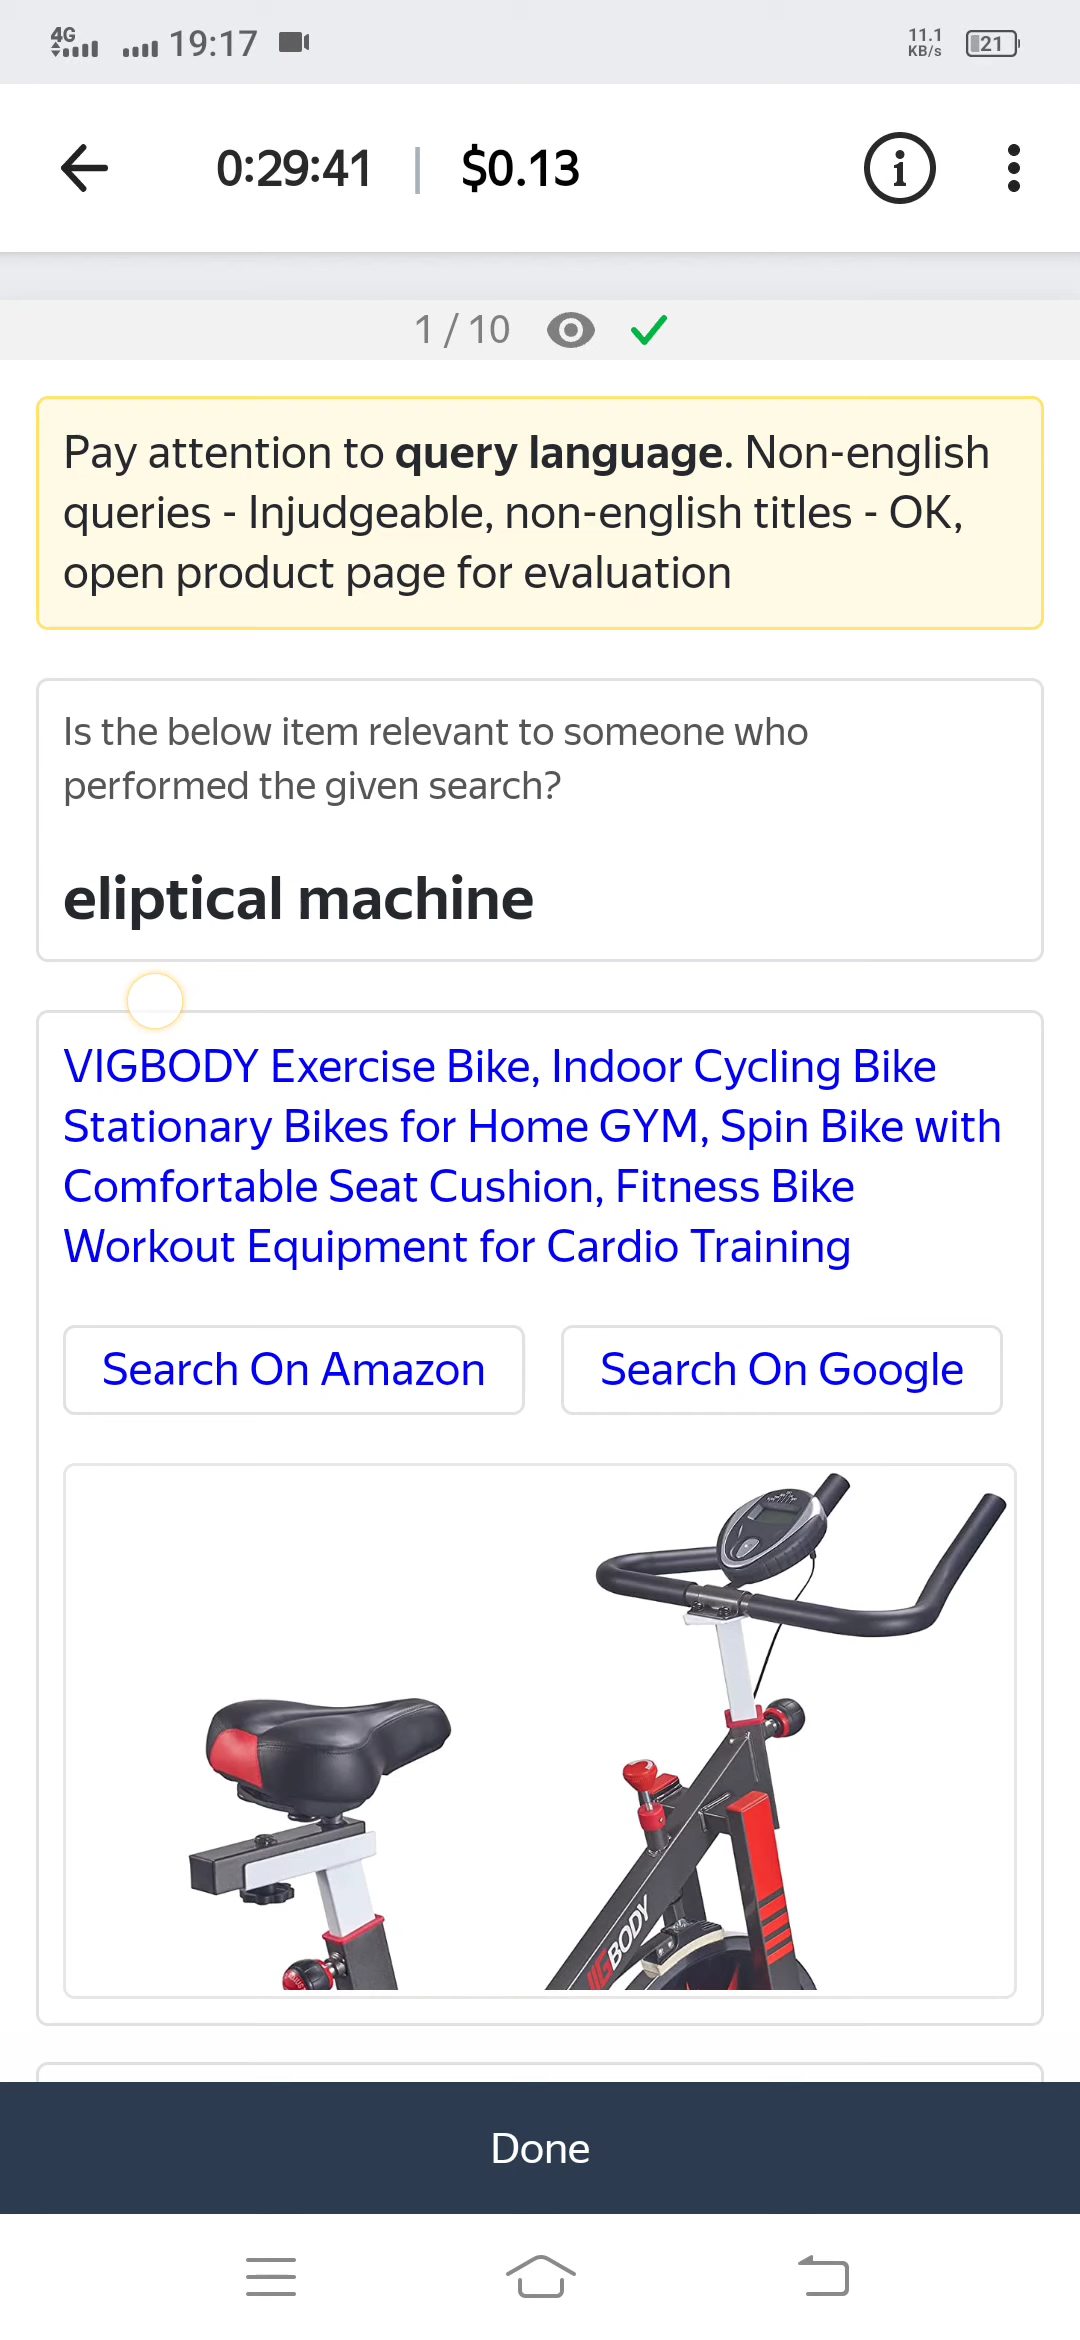 4G
19:17
11.1
KB/s
21
0:29:41 | $0.13
1 / 10
Pay attention to query language. Non-english
queries - Injudgeable, non-english titles - OK,
open product page for evaluation
Is the below item relevant to someone who
performed the given search?
eliptical machine
VIGBODY Exercise Bike, Indoor Cycling Bike
Stationary Bikes for Home GYM, Spin Bike with
Comfortable Seat Cushion, Fitness Bike
Workout Equipment for Cardio Training
Search On Amazon
Search On Google
VIGBODY
Done